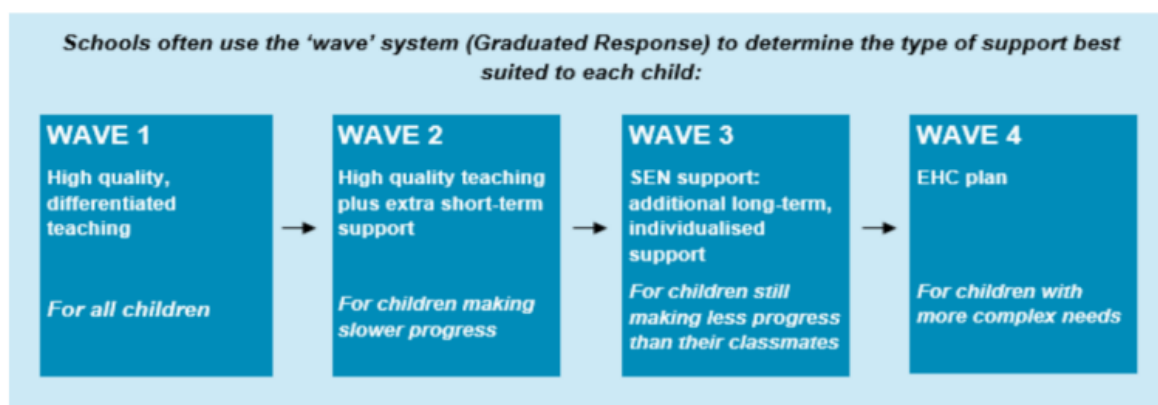 Schools often use the ‘wave’ system (Graduated Response) to determine the type of support best
suited to each child:
WAVE 1
High quality,
differentiated
teaching
For all children
WAVE 2
High quality teaching
plus extra short-term
support
For children making
slower progress
WAVE 3
SEN support:
additional long-term,
individualised
support
For children still
making less progress
than their classmates
WAVE 4
EHC plan
For children with
more complex needs